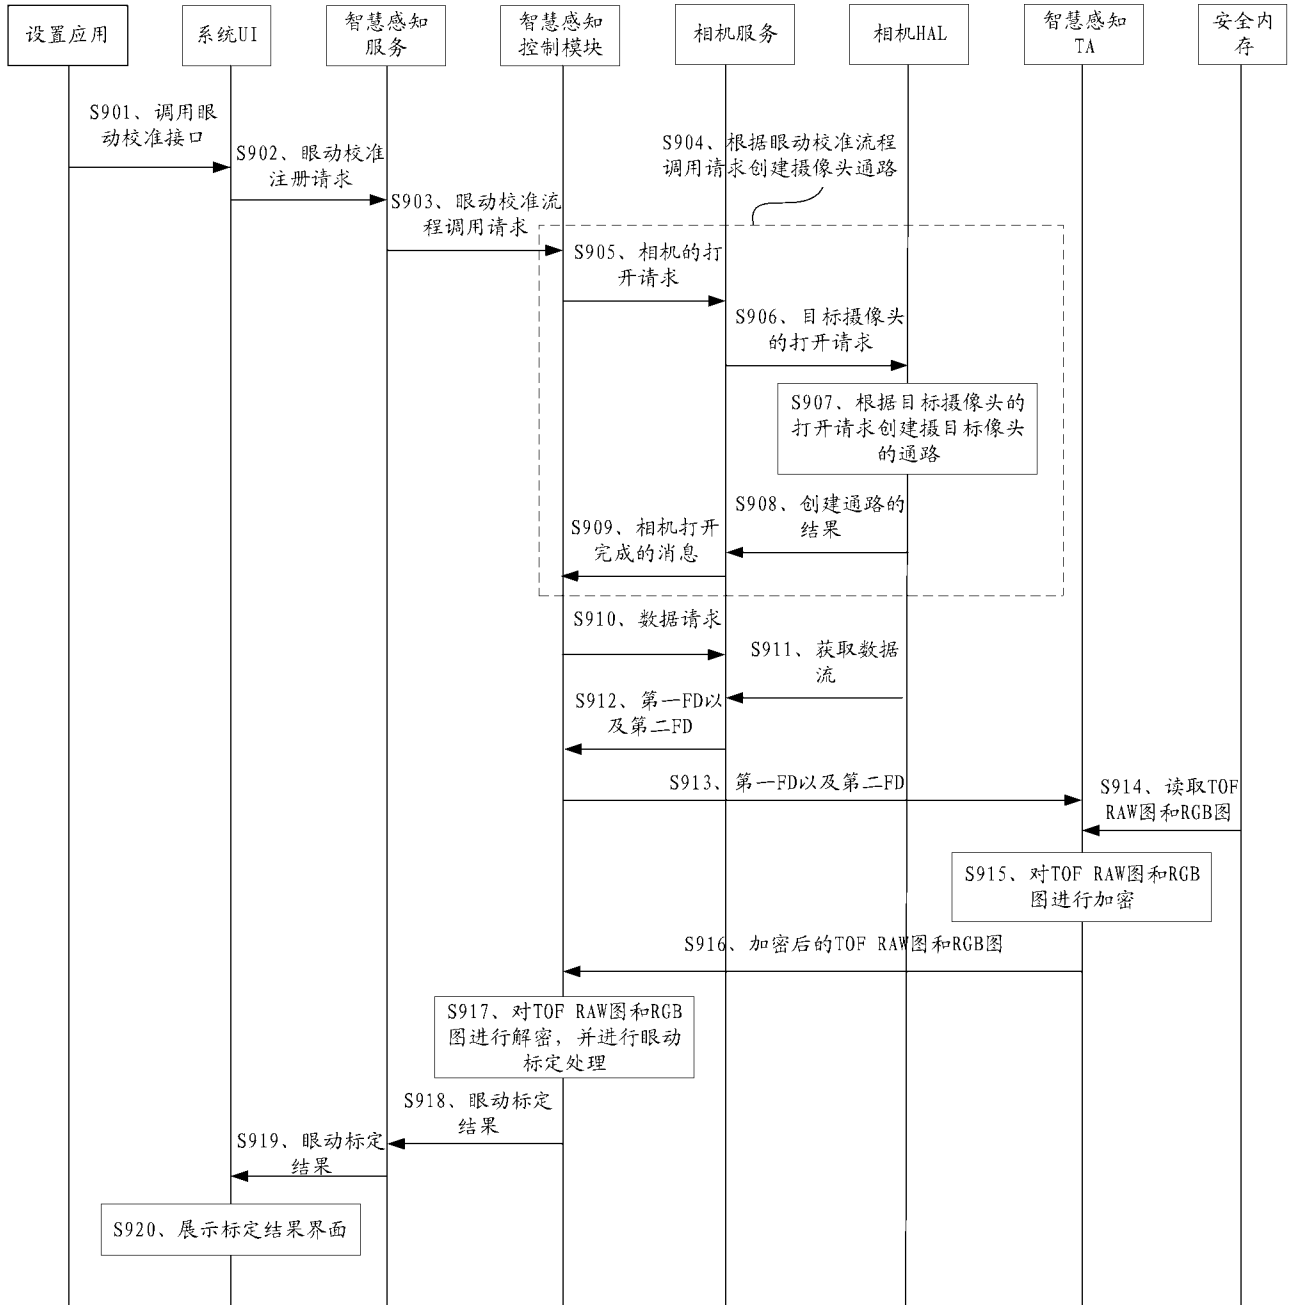 设置应用
系统UI
智慧感知
服务
智慧感知
控制模块
相机服务
相机HAL
智慧感知
TA
安全内
存
S901、调用眼
动校准接口
S902、眼动校准
注册请求
S903、眼动校准流
程调用请求
S904、根据眼动校准流程
调用请求创建摄像头通路
S905、相机的打
开请求
S906、目标摄像头
的打开请求
S907、根据目标摄像头的
打开请求创建摄目标像头
的通路
S908、创建通路的
结果
S909、相机打开
完成的消息
S910、数据请求
S911、获取数据
流
S912、第一FD以
及第二FD
S913、第一FD以及第二FD
S914、读取TOF
RAW图和RGB图
S915、对TOF RAW图和RGB
图进行加密
S916、加密后的TOF RAW图和RGB图
S917、对TOF RAW图和RGB
图进行解密，并进行眼动
标定处理
S918、眼动标定
结果
S919、眼动标定
结果
S920、展示标定结果界面